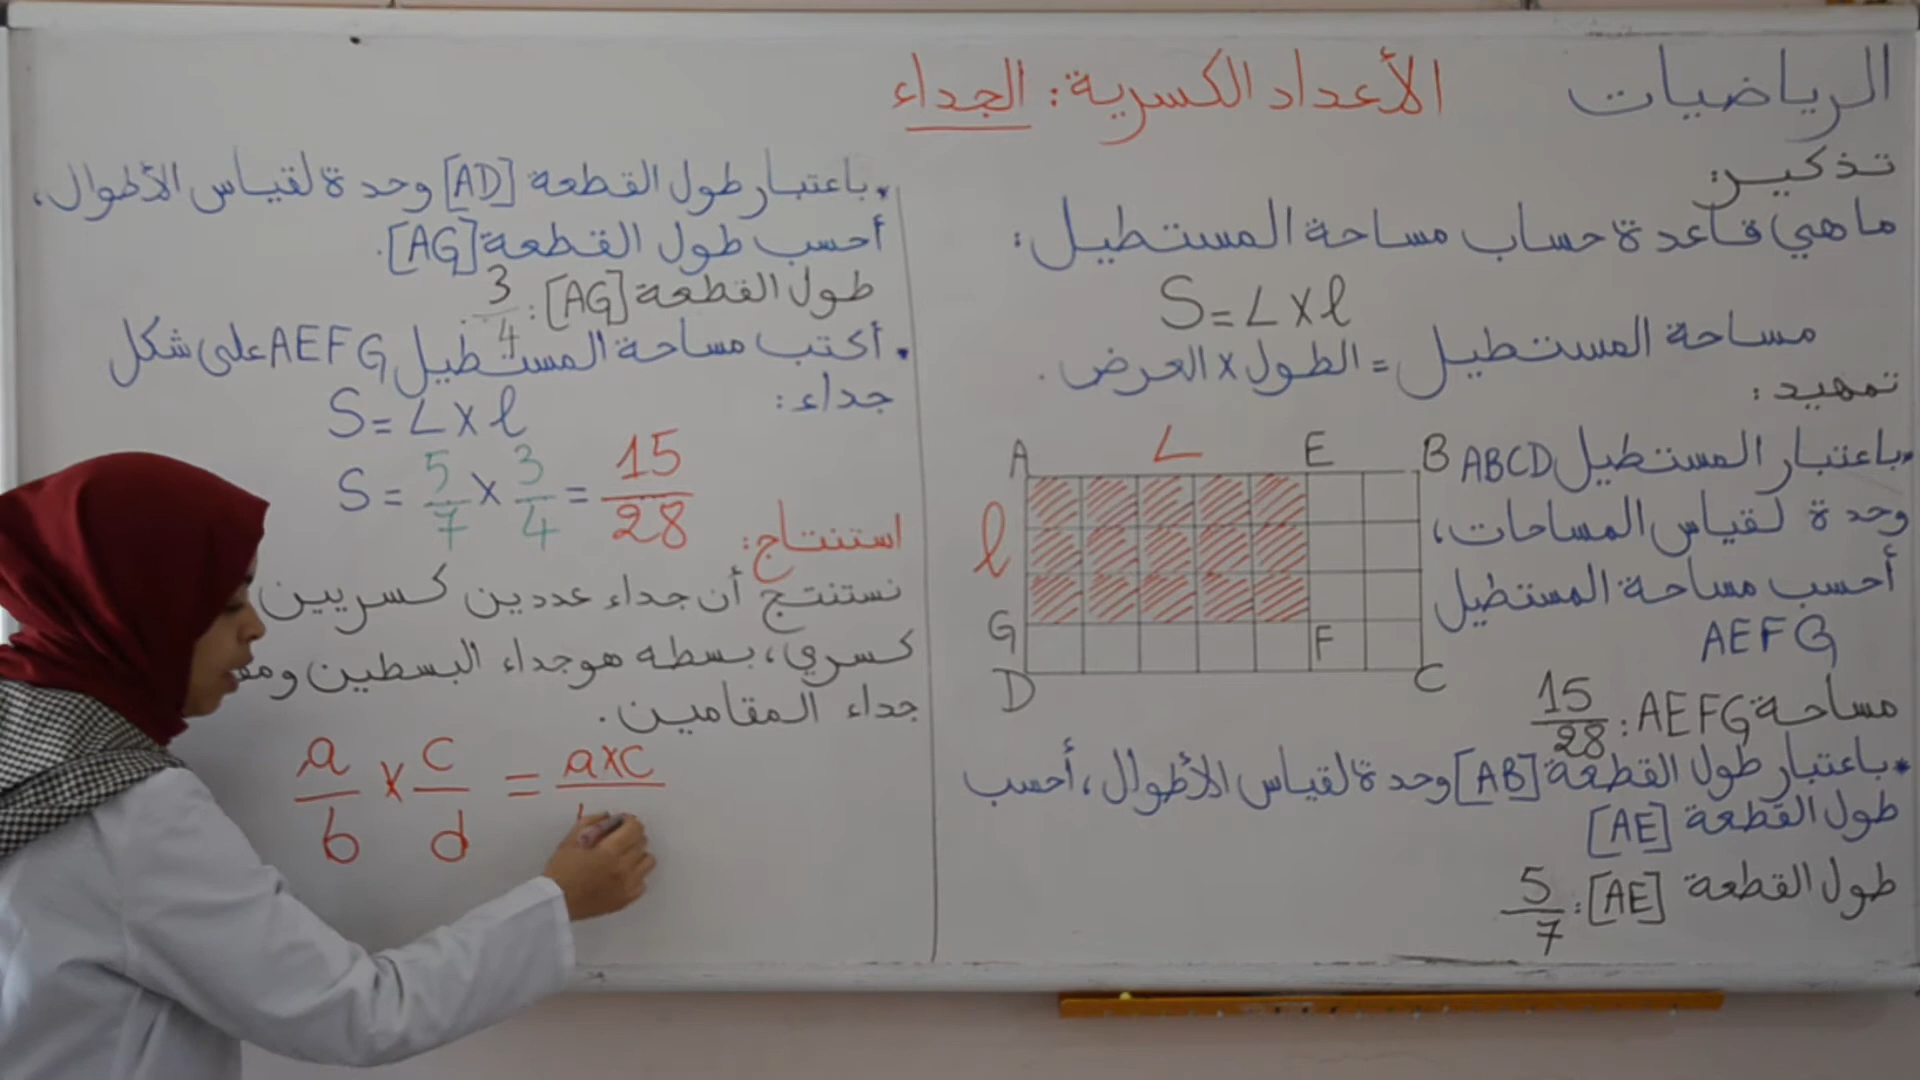 الرياضيات
الأعداد الكسرية: الجداء
تذكير:
ما هي قاعدة حساب مساحة المستطيل:
S = L x l
مساحة المستطيل = الطول x العرض.
تمهيد:
• باعتبار المستطيل ABCD
وحدة لقياس المساحات،
أحسب مساحة المستطيل
AEFG
A L E B
l
G F
D C
مساحة AEFG: 15/28
• باعتبار طول القطعة [AB] وحدة لقياس الأطوال، أحسب
طول القطعة [AE]
طول القطعة [AE]: 5/7
• باعتبار طول القطعة [AD] وحدة لقياس الأطوال،
أحسب طول القطعة [AG].
طول القطعة [AG]: 3/4
• أكتب مساحة المستطيل AEFG على شكل
جداء:
S = L x l
S = 5/7 x 3/4 = 15/28
استنتاج:
نستنتج أن جداء عددين كسريين
كسري، بسطه هو جداء البسطين
جداء المقامين.
a/b x c/d = axc/